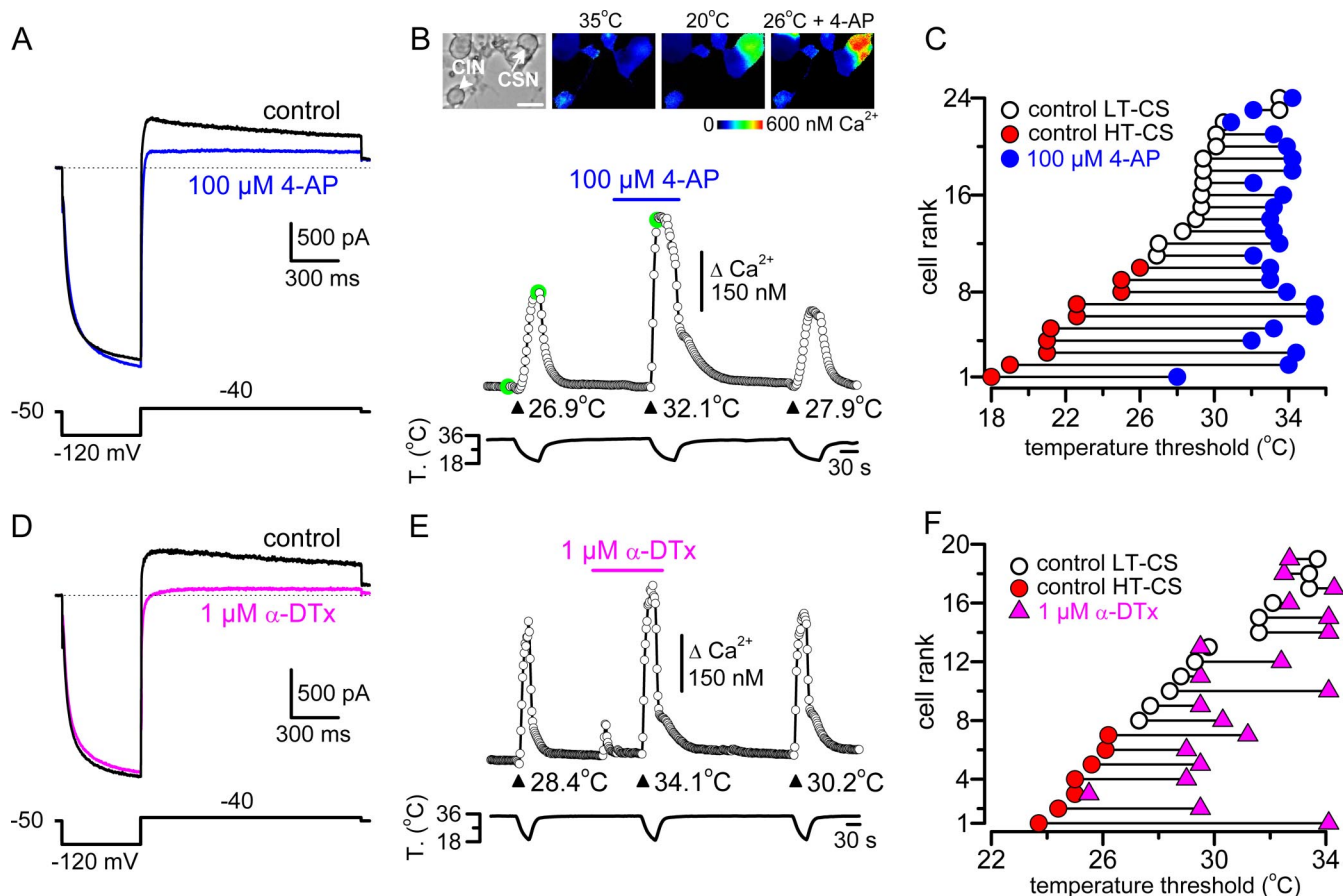 A
control
100 µM 4-AP
500 pA
300 ms
-50
-40
-120 mV
B
35°C
20°C
26°C + 4-AP
CIN
CSN
0
600 nM Ca²⁺
100 µM 4-AP
Δ Ca²⁺
150 nM
26.9°C
32.1°C
27.9°C
T. (°C)
36
18
30 s
C
control LT-CS
control HT-CS
100 µM 4-AP
cell rank
24
16
8
1
18
22
26
30
34
temperature threshold (°C)
D
control
1 µM α-DTx
500 pA
300 ms
-50
-40
-120 mV
E
1 µM α-DTx
Δ Ca²⁺
150 nM
28.4°C
34.1°C
30.2°C
T. (°C)
36
18
30 s
F
control LT-CS
control HT-CS
1 µM α-DTx
cell rank
20
16
12
8
4
1
22
26
30
34
temperature threshold (°C)